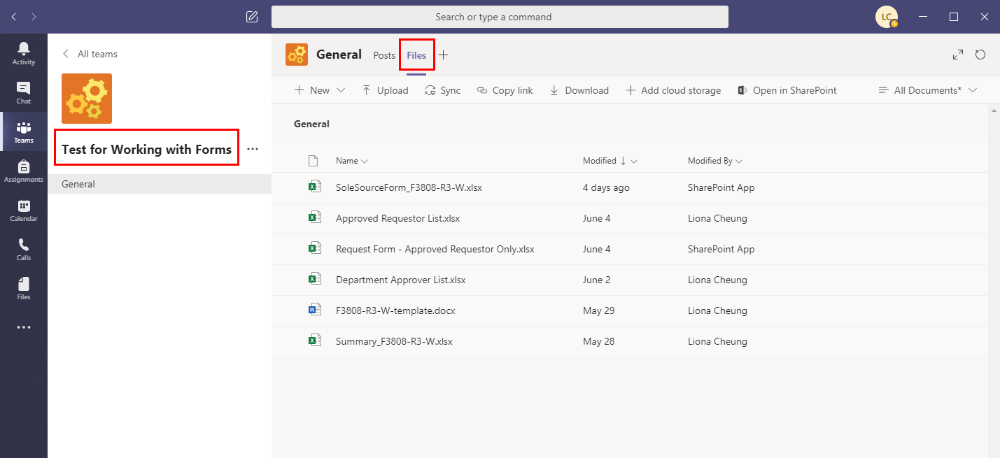 Search or type a command
LC
Activity
Chat
Teams
Assignments
Calendar
Calls
Files
All teams
Test for Working with Forms
General
General Posts Files
New Upload Sync Copy link Download Add cloud storage Open in SharePoint All Documents*
General
Name Modified Modified By
SoleSourceForm_F3808-R3-W.xlsx 4 days ago SharePoint App
Approved Requestor List.xlsx June 4 Liona Cheung
Request Form - Approved Requestor Only.xlsx June 4 SharePoint App
Department Approver List.xlsx June 2 Liona Cheung
F3808-R3-W-template.docx May 29 Liona Cheung
Summary_F3808-R3-W.xlsx May 28 Liona Cheung